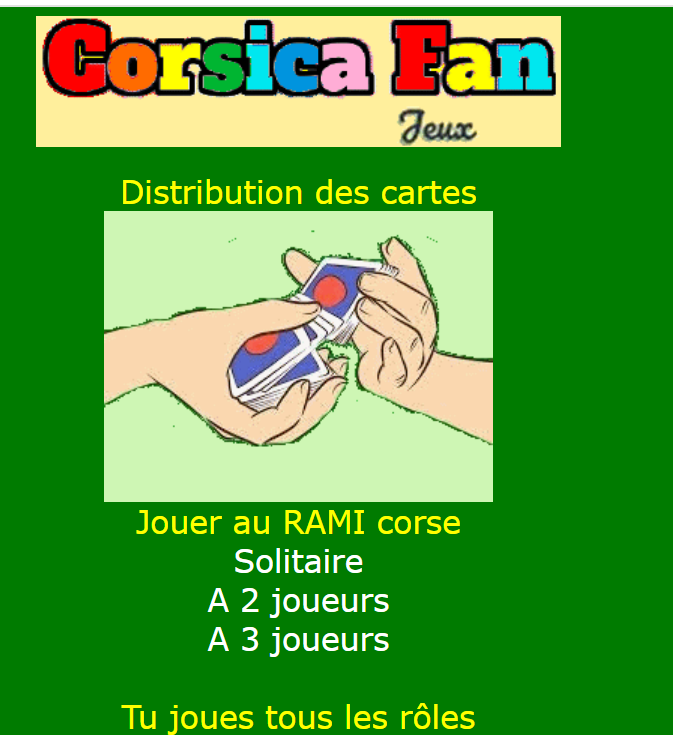 Corsica Fan
Jeux
Distribution des cartes
Jouer au RAMI corse
Solitaire
A 2 joueurs
A 3 joueurs
Tu joues tous les rôles